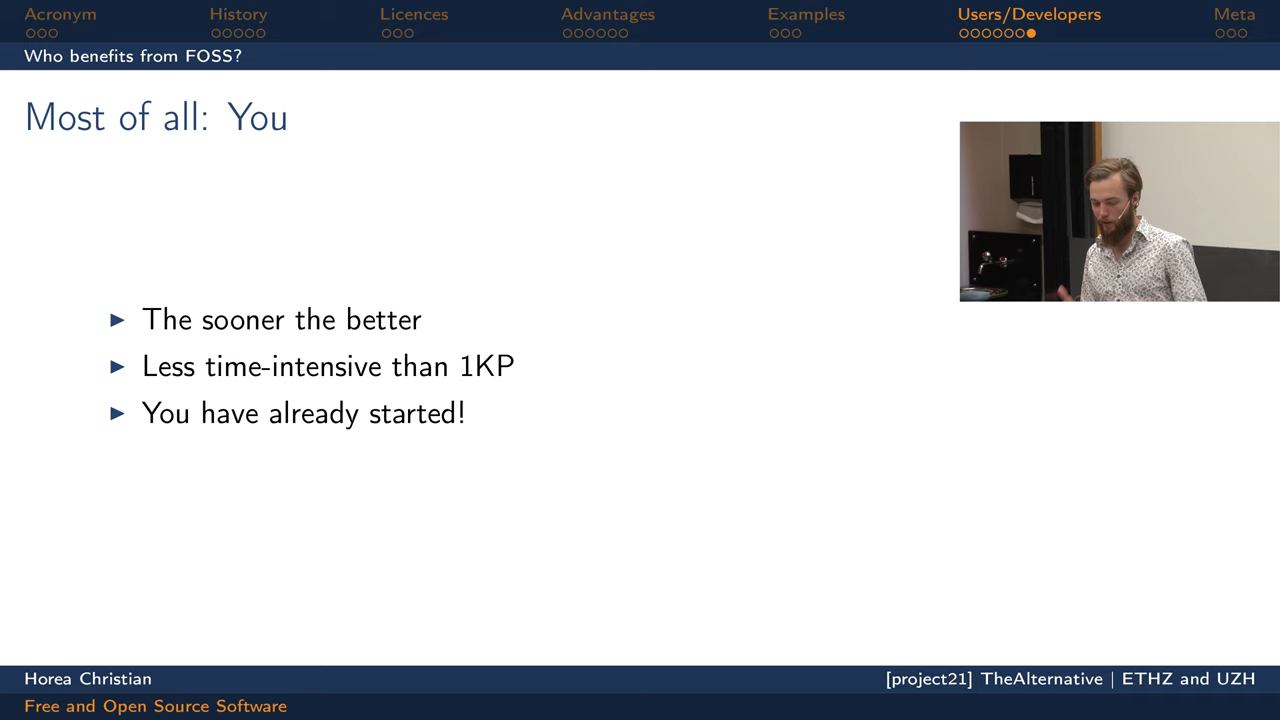 Acronym History Licences Advantages Examples Users/Developers Meta
Who benefits from FOSS?
Most of all: You
The sooner the better
Less time-intensive than 1KP
You have already started!
Horea Christian [project21] TheAlternative | ETHZ and UZH
Free and Open Source Software